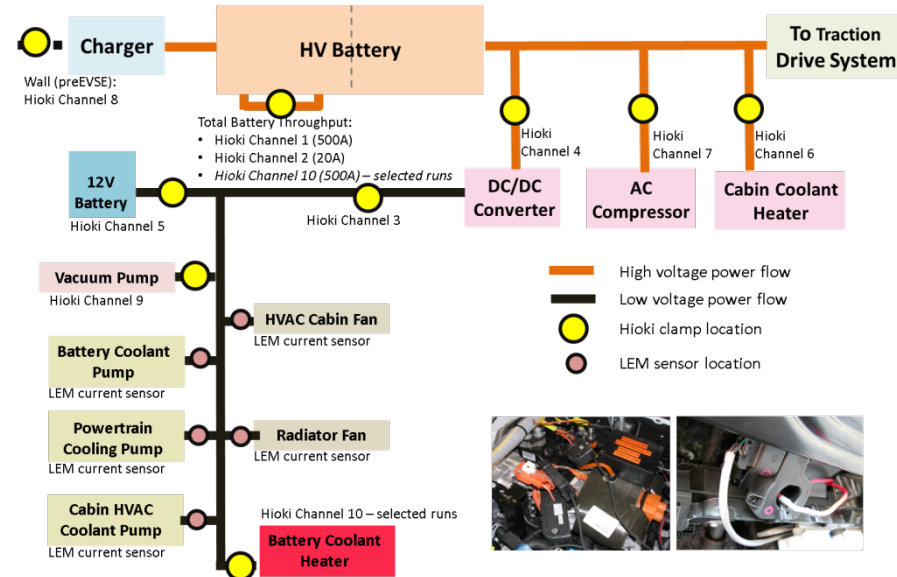 Charger
HV Battery
To Traction
Drive System
Wall (preEVSE):
Hioki Channel 8
Total Battery Throughput:
• Hioki Channel 1 (500A)
• Hioki Channel 2 (20A)
• Hioki Channel 10 (500A) – selected runs
Hioki
Channel 4
Hioki
Channel 7
Hioki
Channel 6
12V
Battery
Hioki Channel 5
Hioki Channel 3
DC/DC
Converter
AC
Compressor
Cabin Coolant
Heater
Vacuum Pump
Hioki Channel 9
HVAC Cabin Fan
LEM current sensor
Battery Coolant
Pump
LEM current sensor
Powertrain
Cooling Pump
LEM current sensor
Radiator Fan
LEM current sensor
Cabin HVAC
Coolant Pump
LEM current sensor
Hioki Channel 10 – selected runs
Battery Coolant
Heater
High voltage power flow
Low voltage power flow
Hioki clamp location
LEM sensor location